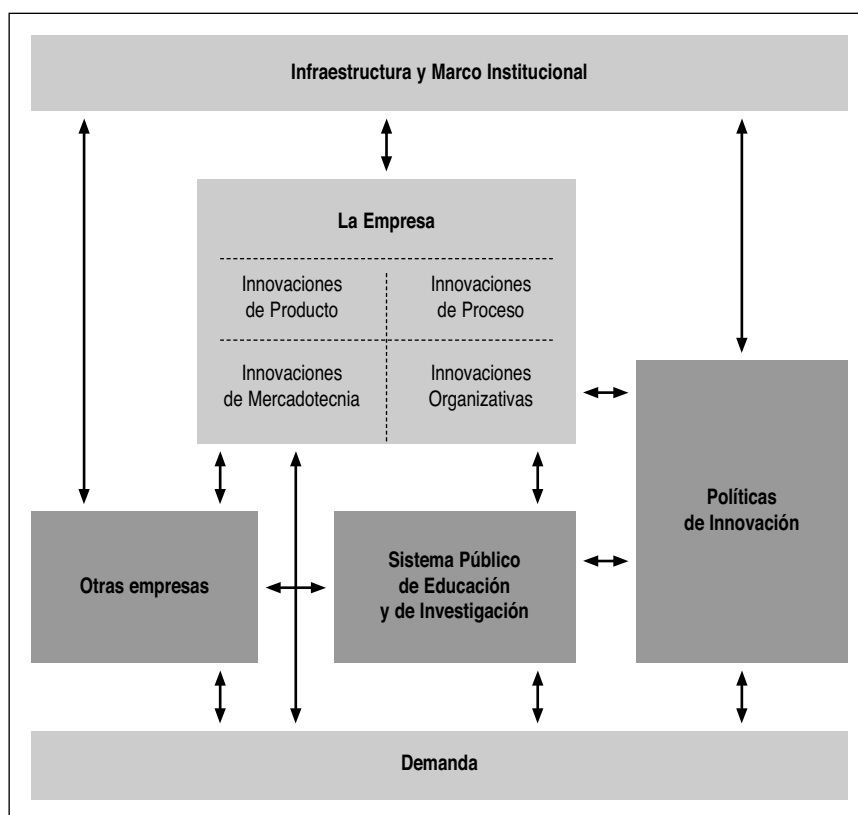 Infraestructura y Marco Institucional
La Empresa
Innovaciones
de Producto
Innovaciones
de Proceso
Innovaciones
de Mercadotecnia
Innovaciones
Organizativas
Políticas
de Innovación
Otras empresas
Sistema Público
de Educación
y de Investigación
Demanda